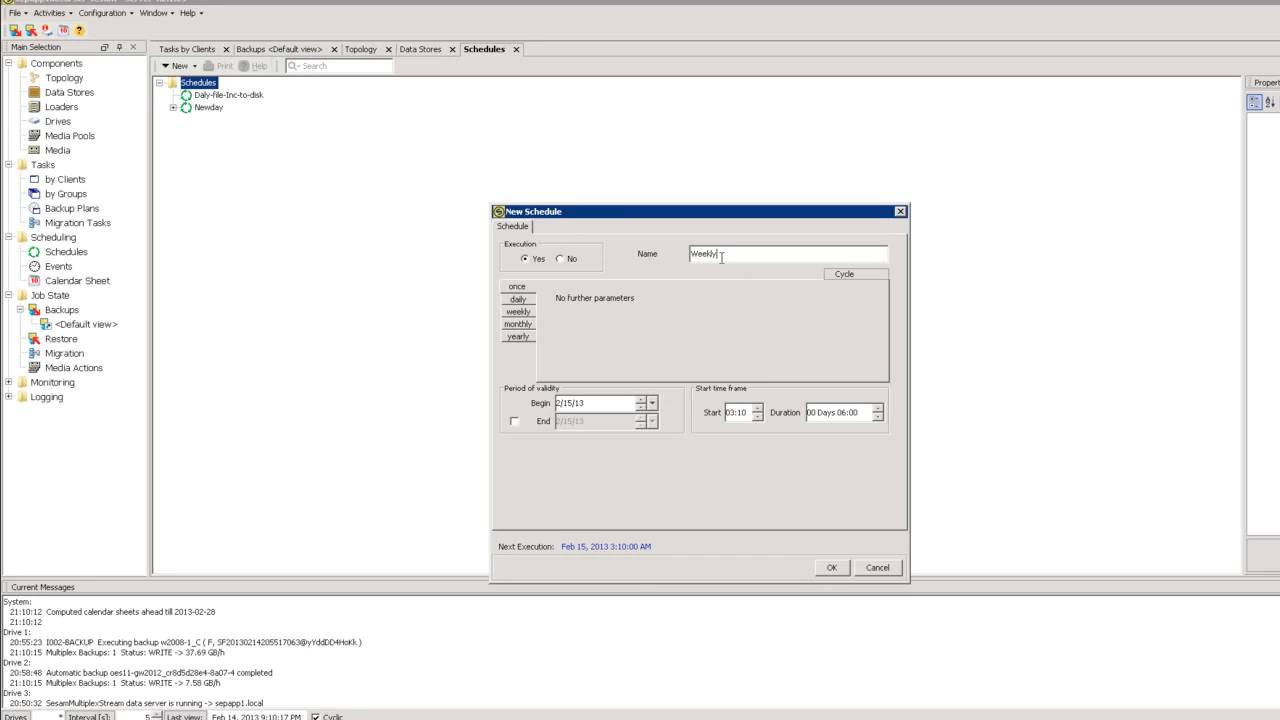 File Activities Configuration Window Help
Main Selection
Tasks by Clients Backups <Default view> Topology Data Stores Schedules
New Print Help Search
Components
Topology
Data Stores
Loaders
Drives
Media Pools
Media
Tasks
by Clients
by Groups
Backup Plans
Migration Tasks
Scheduling
Schedules
Events
Calendar Sheet
Job State
Backups
<Default view>
Restore
Migration
Media Actions
Monitoring
Logging
Schedules
Daly-file-Inc-to-disk
Newday
New Schedule
Schedule
Execution
Yes No
Name Weekly
Cycle
once
daily
weekly
monthly
yearly
No further parameters
Period of validity
Begin 2/15/13
End 2/15/13
Start time frame
Start 03:10 Duration 00 Days 06:00
Next Execution: Feb 15, 2013 3:10:00 AM
OK Cancel
Current Messages
System:
21:10:12 Computed calendar sheets ahead till 2013-02-28
21:10:12
Drive 1:
20:55:23 I002-BACKUP Executing backup w2008-1_C ( F, SF20130214205517063@yYddDD4HoKk )
21:10:15 Multiplex Backups: 1 Status: WRITE -> 37.69 GB/h
Drive 2:
20:58:48 Automatic backup oes11-gw2012_cr8d5d28e4-8a07-4 completed
21:10:15 Multiplex Backups: 1 Status: WRITE -> 7.58 GB/h
Drive 3:
20:50:32 SesamMultiplexStream data server is running -> sepapp1.local
Drives * Interval[s]: 5 Last view: Feb 14, 2013 9:10:17 PM Cyclic